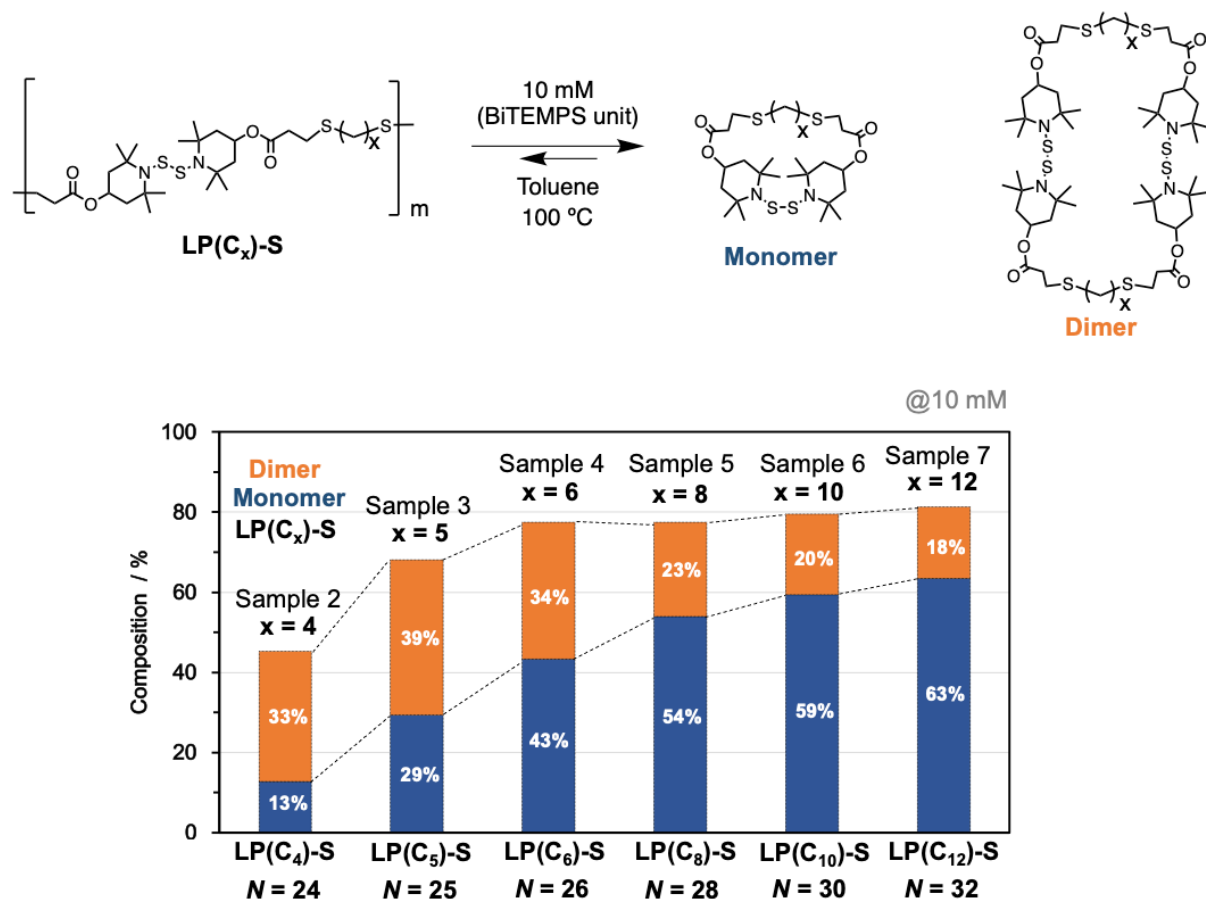 10 mM
(BiTEMPS unit)
Toluene
100 ºC
O
O
N
S
S
N
O
O
S
x
S
m
LP(Cx)-S
S
x
S
O
O
O
O
N
S-S
N
Monomer
O
O
S
x
S
O
O
N
S
S
N
N
S
S
N
O
O
S
x
S
O
O
Dimer
@10 mM
Composition / %
100
80
60
40
20
0
Dimer
Monomer
LP(Cx)-S
Sample 2
x = 4
33%
13%
Sample 3
x = 5
39%
29%
Sample 4
x = 6
34%
43%
Sample 5
x = 8
23%
54%
Sample 6
x = 10
20%
59%
Sample 7
x = 12
18%
63%
LP(C4)-S LP(C5)-S LP(C6)-S LP(C8)-S LP(C10)-S LP(C12)-S
N = 24 N = 25 N = 26 N = 28 N = 30 N = 32